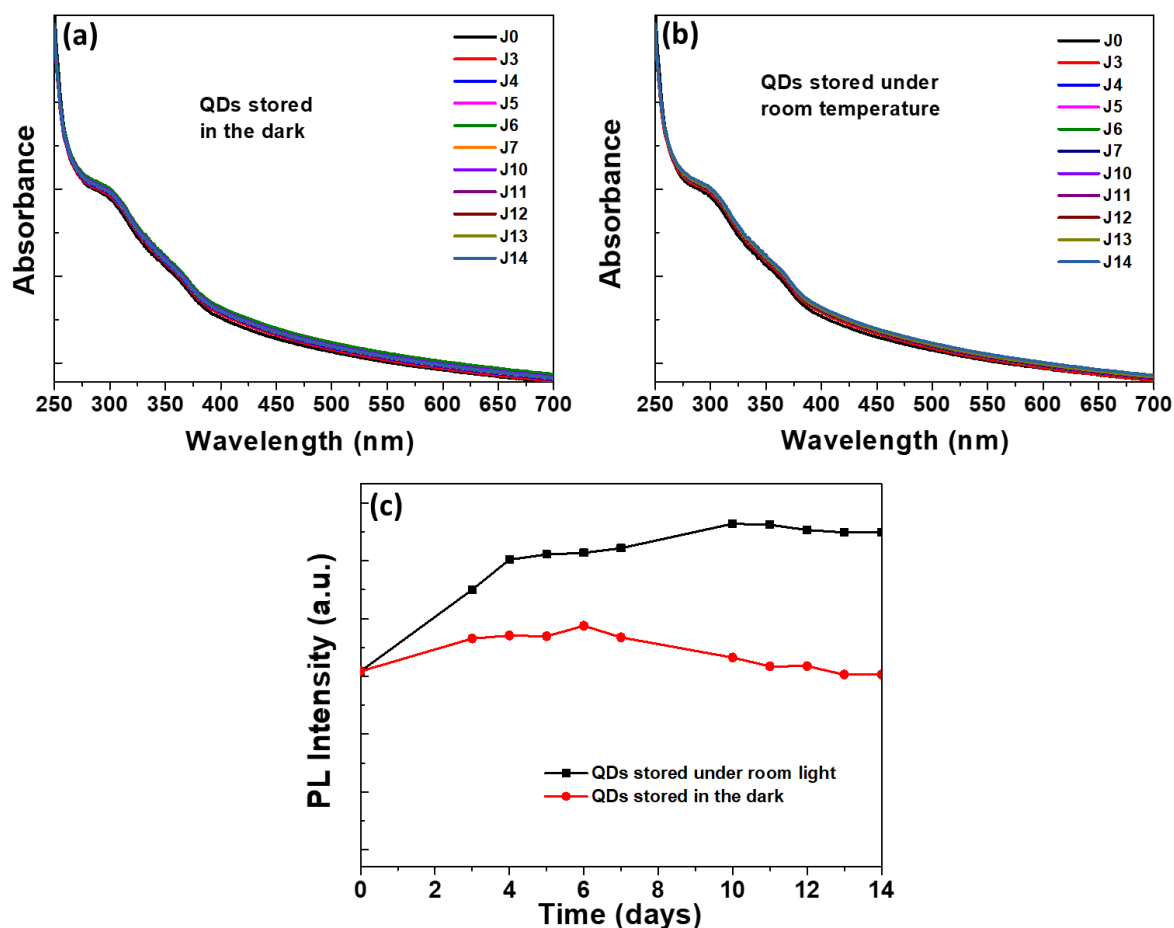 (a)
QDs stored
in the dark
J0
J3
J4
J5
J6
J7
J10
J11
J12
J13
J14
Absorbance
250 300 350 400 450 500 550 600 650 700
Wavelength (nm)
(b)
QDs stored under
room temperature
J0
J3
J4
J5
J6
J7
J10
J11
J12
J13
J14
Absorbance
250 300 350 400 450 500 550 600 650 700
Wavelength (nm)
(c)
PL Intensity (a.u.)
QDs stored under room light
QDs stored in the dark
0 2 4 6 8 10 12 14
Time (days)